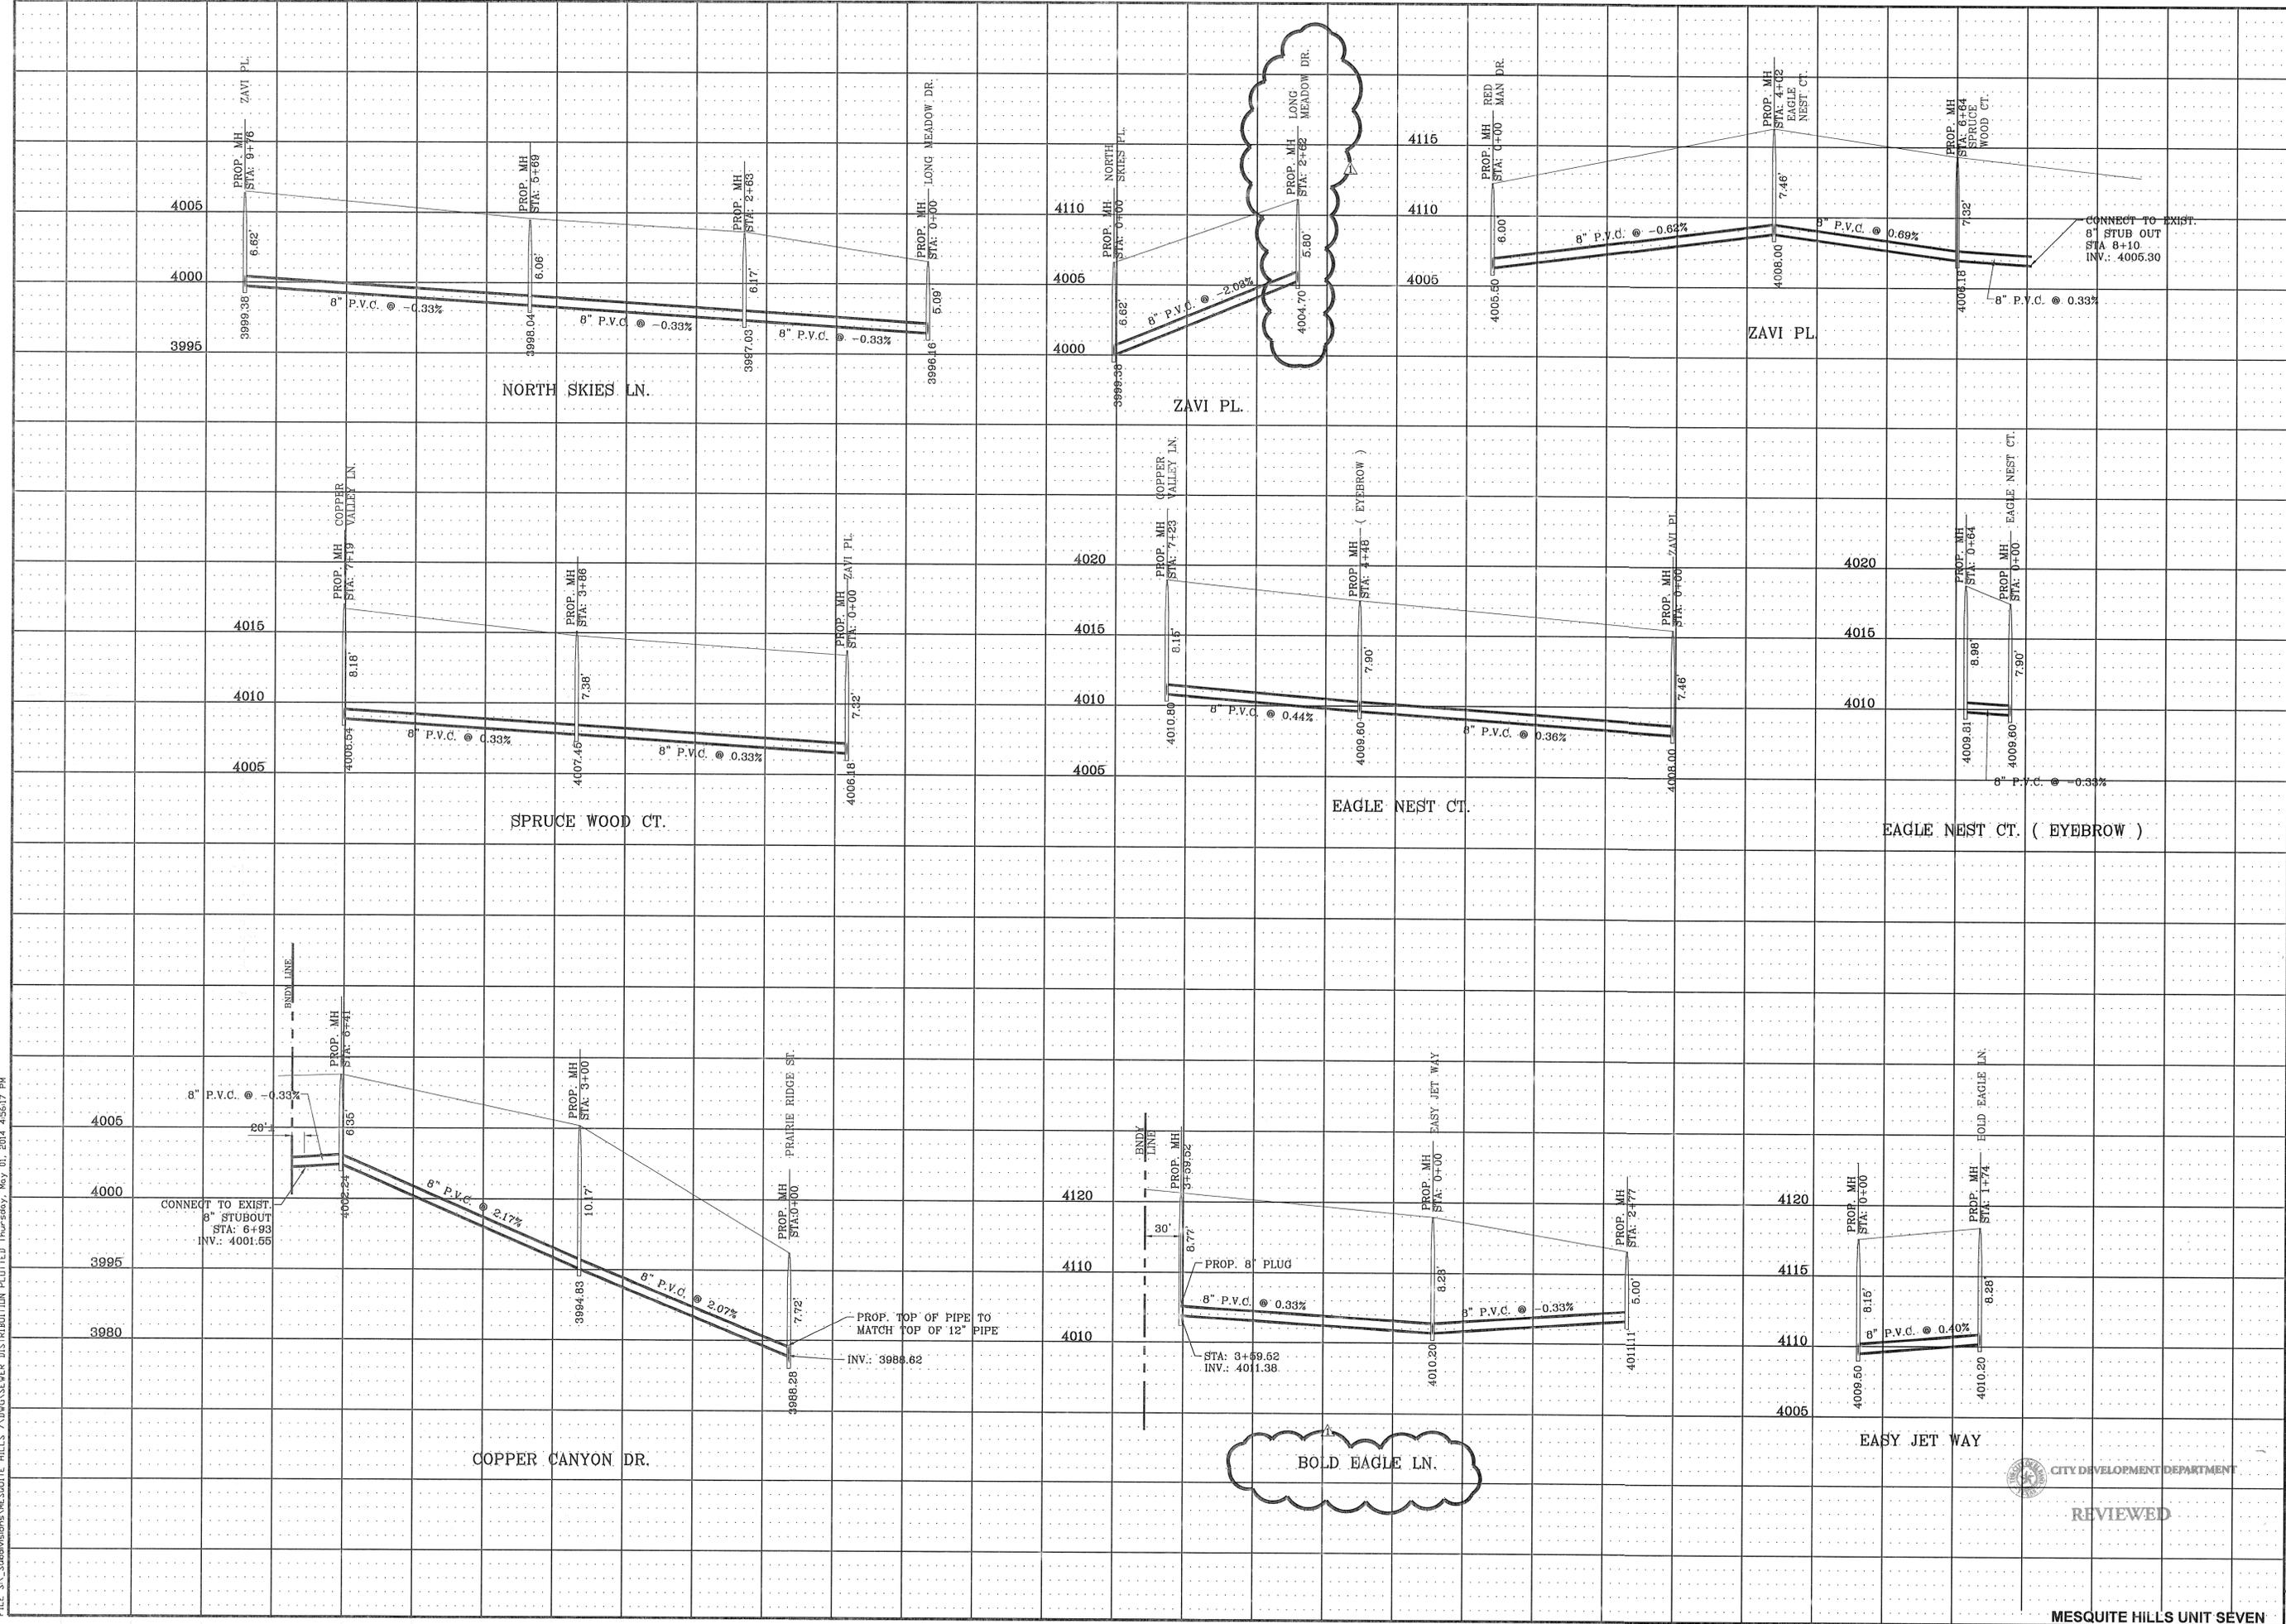 NORTH SKIES LN.
ZAVI PL.
PROP. MH
STA: 9+76
6.62'
3999.38
PROP. MH
STA: 5+69
6.06'
3998.04
PROP. MH
STA: 2+63
6.17'
3997.03
LONG MEADOW DR.
PROP. MH
STA: 0+00
5.09'
3996.16
4005
4000
3995
8" P.V.C. @ -0.33%
8" P.V.C. @ -0.33%
8" P.V.C. @ -0.33%
ZAVI PL.
NORTH
SKIES PL.
PROP. MH
STA: 0+00
6.62'
3999.38
LONG
MEADOW DR.
PROP. MH
STA: 2+62
5.80'
4004.70
4110
4005
4000
8" P.V.C. @ -2.03%
1
ZAVI PL.
RED
MAN DR.
PROP. MH
STA: 0+00
6.00'
4005.50
PROP. MH
STA: 4+02
EAGLE
NEST CT.
7.46'
4008.00
PROP. MH
STA: 6+64
SPRUCE
WOOD CT.
7.32'
4006.18
4115
4110
4005
8" P.V.C. @ -0.62%
8" P.V.C. @ 0.69%
CONNECT TO EXIST.
8" STUB OUT
STA 8+10
INV.: 4005.30
8" P.V.C. @ 0.33%
SPRUCE WOOD CT.
COPPER
VALLEY LN.
PROP. MH
STA: 7+19
8.18'
4008.54
PROP. MH
STA: 3+86
7.38'
4007.45
ZAVI PL.
PROP. MH
STA: 0+00
7.32'
4006.18
4015
4010
4005
8" P.V.C. @ 0.33%
8" P.V.C. @ 0.33%
EAGLE NEST CT.
COPPER
VALLEY LN.
PROP. MH
STA: 7+23
8.15'
4010.80
( EYEBROW )
PROP. MH
STA: 4+48
7.90'
4009.60
ZAVI PL
PROP. MH
STA: 0+00
7.46'
4008.00
4020
4015
4010
4005
8" P.V.C. @ 0.44%
8" P.V.C. @ 0.36%
EAGLE NEST CT. ( EYEBROW )
PROP. MH
STA: 0+64
8.98'
4009.81
EAGLE NEST CT.
PROP. MH
STA: 0+00
7.90'
4009.60
4020
4015
4010
8" P.V.C. @ -0.33%
COPPER CANYON DR.
BNDY LINE
PROP. MH
STA: 6+41
6.35'
4002.24
PROP. MH
STA: 3+00
10.17'
3994.83
PRAIRIE RIDGE ST.
PROP. MH
STA:0+00
7.72'
3988.28
8" P.V.C. @ -0.33%
4005
4000
3995
3980
CONNECT TO EXIST.
8" STUBOUT
STA: 6+93
INV.: 4001.55
8" P.V.C. @ 2.17%
8" P.V.C. @ 2.07%
PROP. TOP OF PIPE TO
MATCH TOP OF 12" PIPE
INV.: 3988.62
BOLD EAGLE LN.
1
BNDY
LINE
30'
PROP. MH
3+59.52
8.77'
PROP. 8" PLUG
STA: 3+59.52
INV.: 4011.38
EASY JET WAY
PROP. MH
STA: 0+00
8.28'
4010.20
PROP. MH
STA: 2+77
5.00'
4011.11
4120
4110
4010
8" P.V.C. @ 0.33%
8" P.V.C. @ -0.33%
EASY JET WAY
PROP. MH
STA: 0+00
8.15'
4009.50
BOLD EAGLE LN.
PROP. MH
STA: 1+74
8.28'
4010.20
4120
4115
4110
4005
8" P.V.C. @ 0.40%
CITY DEVELOPMENT DEPARTMENT
REVIEWED
MESQUITE HILLS UNIT SEVEN